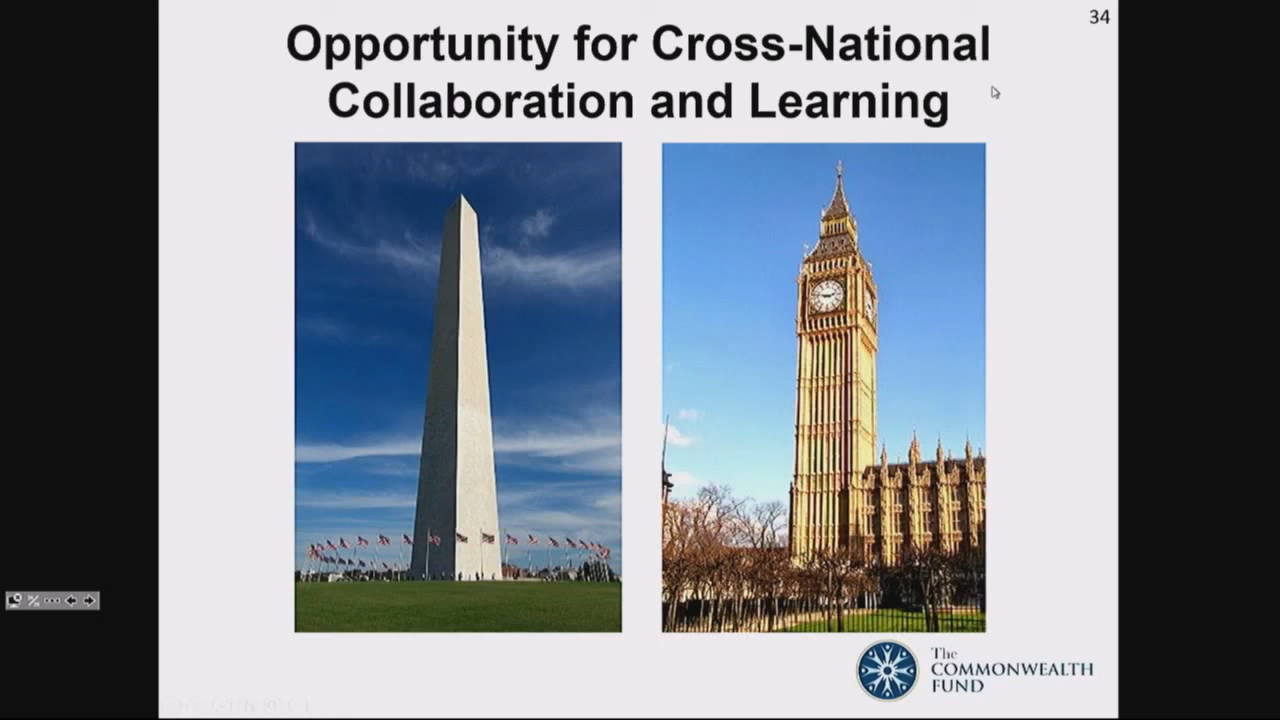 34
Opportunity for Cross-National
Collaboration and Learning
The
COMMONWEALTH
FUND